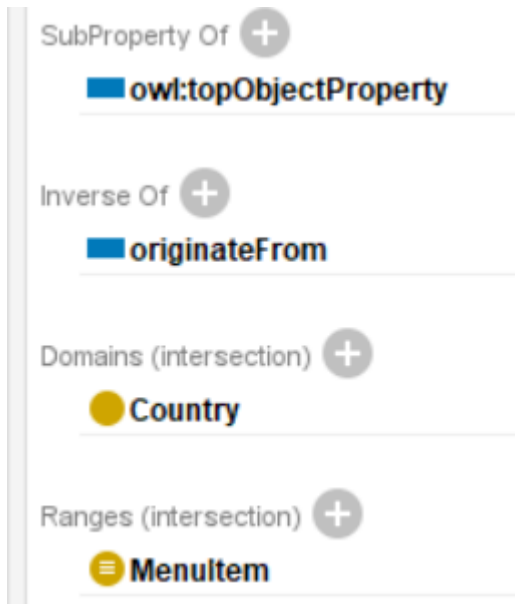 SubProperty Of
owl:topObjectProperty
Inverse Of
originateFrom
Domains (intersection)
Country
Ranges (intersection)
MenuItem